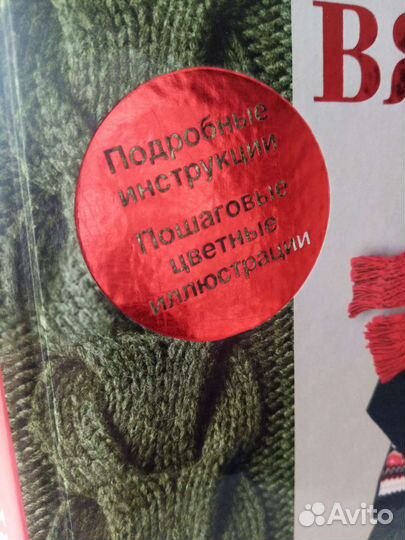 ВЯ
Подробные
инструкции
Пошаговые
цветные
иллюстрации
Avito